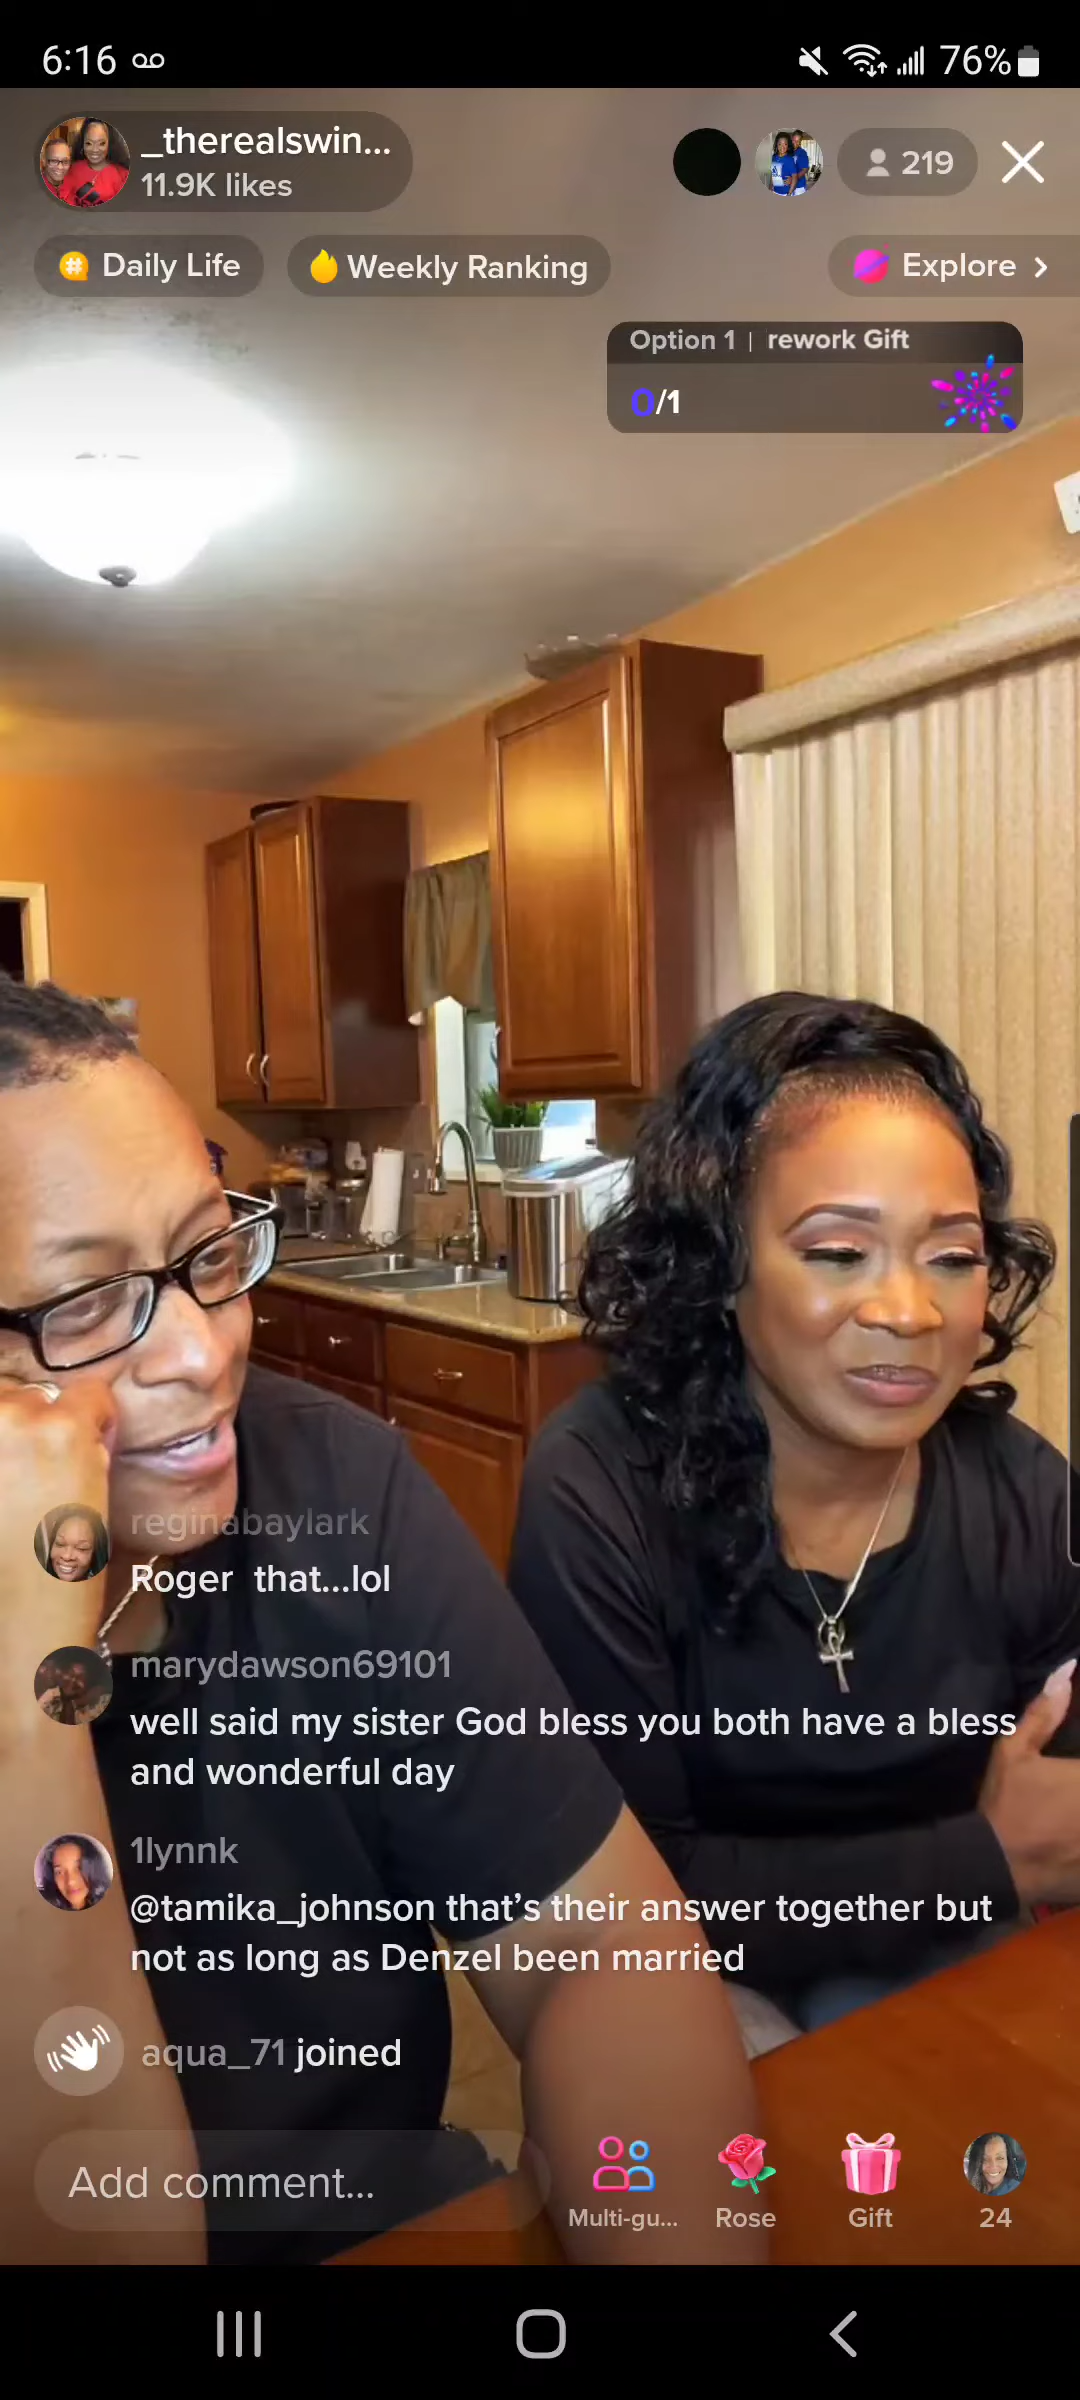 6:16
76%
_therealswin...
11.9K likes
219
Daily Life
Weekly Ranking
Explore
Option 1 | rework Gift
0/1
reginabaylark
Roger that...lol
marydawson69101
well said my sister God bless you both have a bless
and wonderful day
1lynnk
@tamika_johnson that’s their answer together but
not as long as Denzel been married
aqua_71 joined
Add comment...
Multi-gu...
Rose
Gift
24